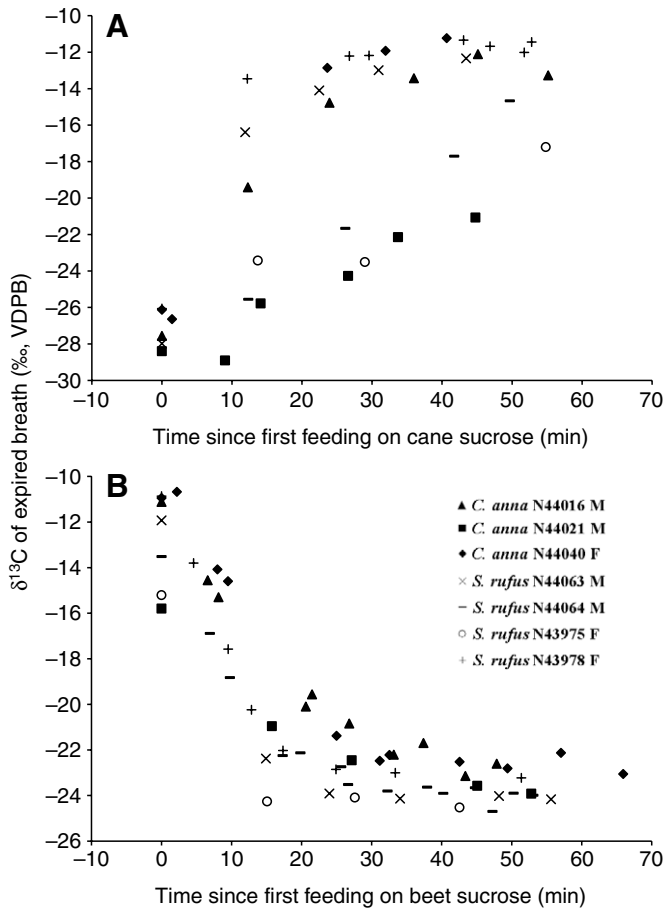 A
–10
–12
–14
–16
–18
–20
–22
–24
–26
–28
–30
–10 0 10 20 30 40 50 60 70
Time since first feeding on cane sucrose (min)
δ13C of expired breath (‰, VDPB)
B
–10
–12
–14
–16
–18
–20
–22
–24
–26
C. anna N44016 M
C. anna N44021 M
C. anna N44040 F
S. rufus N44063 M
S. rufus N44064 M
S. rufus N43975 F
S. rufus N43978 F
–10 0 10 20 30 40 50 60 70
Time since first feeding on beet sucrose (min)